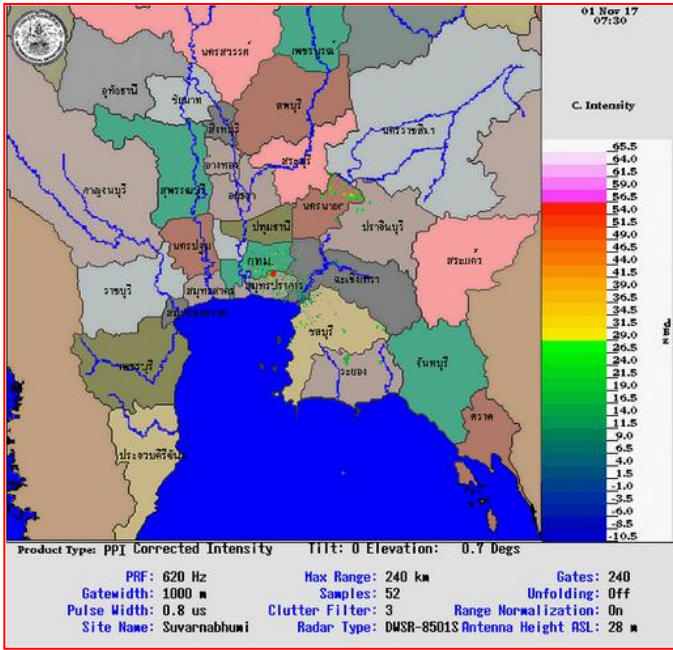 01 Nov 17
07:30
C. Intensity
นครสวรรค์
เพชรบูรณ์
อุทัยธานี
ชัยนาท
ลพบุรี
สิงห์บุรี
นครราชสีมา
อ่างทอง
สระบุรี
กาญจนบุรี
สุพรรณบุรี
อยุธยา
นครนายก
ปทุมธานี
ปราจีนบุรี
นครปฐม
กทม.
สระแก้ว
ราชบุรี
สมุทรสาคร
สมุทรปราการ
ฉะเชิงเทรา
ชลบุรี
เพชรบุรี
ระยอง
จันทบุรี
ตราด
ประจวบคีรีขันธ์
65.5
64.0
61.5
59.0
56.5
54.0
51.5
49.0
46.5
44.0
41.5
39.0
36.5
34.0
31.5
29.0
26.5
24.0
21.5
19.0
16.5
14.0
11.5
9.0
6.5
4.0
1.5
-1.0
-3.5
-6.0
-8.5
-10.5
Product Type: PPI Corrected Intensity Tilt: 0 Elevation: 0.7 Degs
PRF: 620 Hz Max Range: 240 km Gates: 240
Gatewidth: 1000 m Samples: 52 Unfolding: Off
Pulse Width: 0.8 us Clutter Filter: 3 Range Normalization: On
Site Name: Suvarnabhumi Radar Type: DWSR-8501S Antenna Height ASL: 28 m